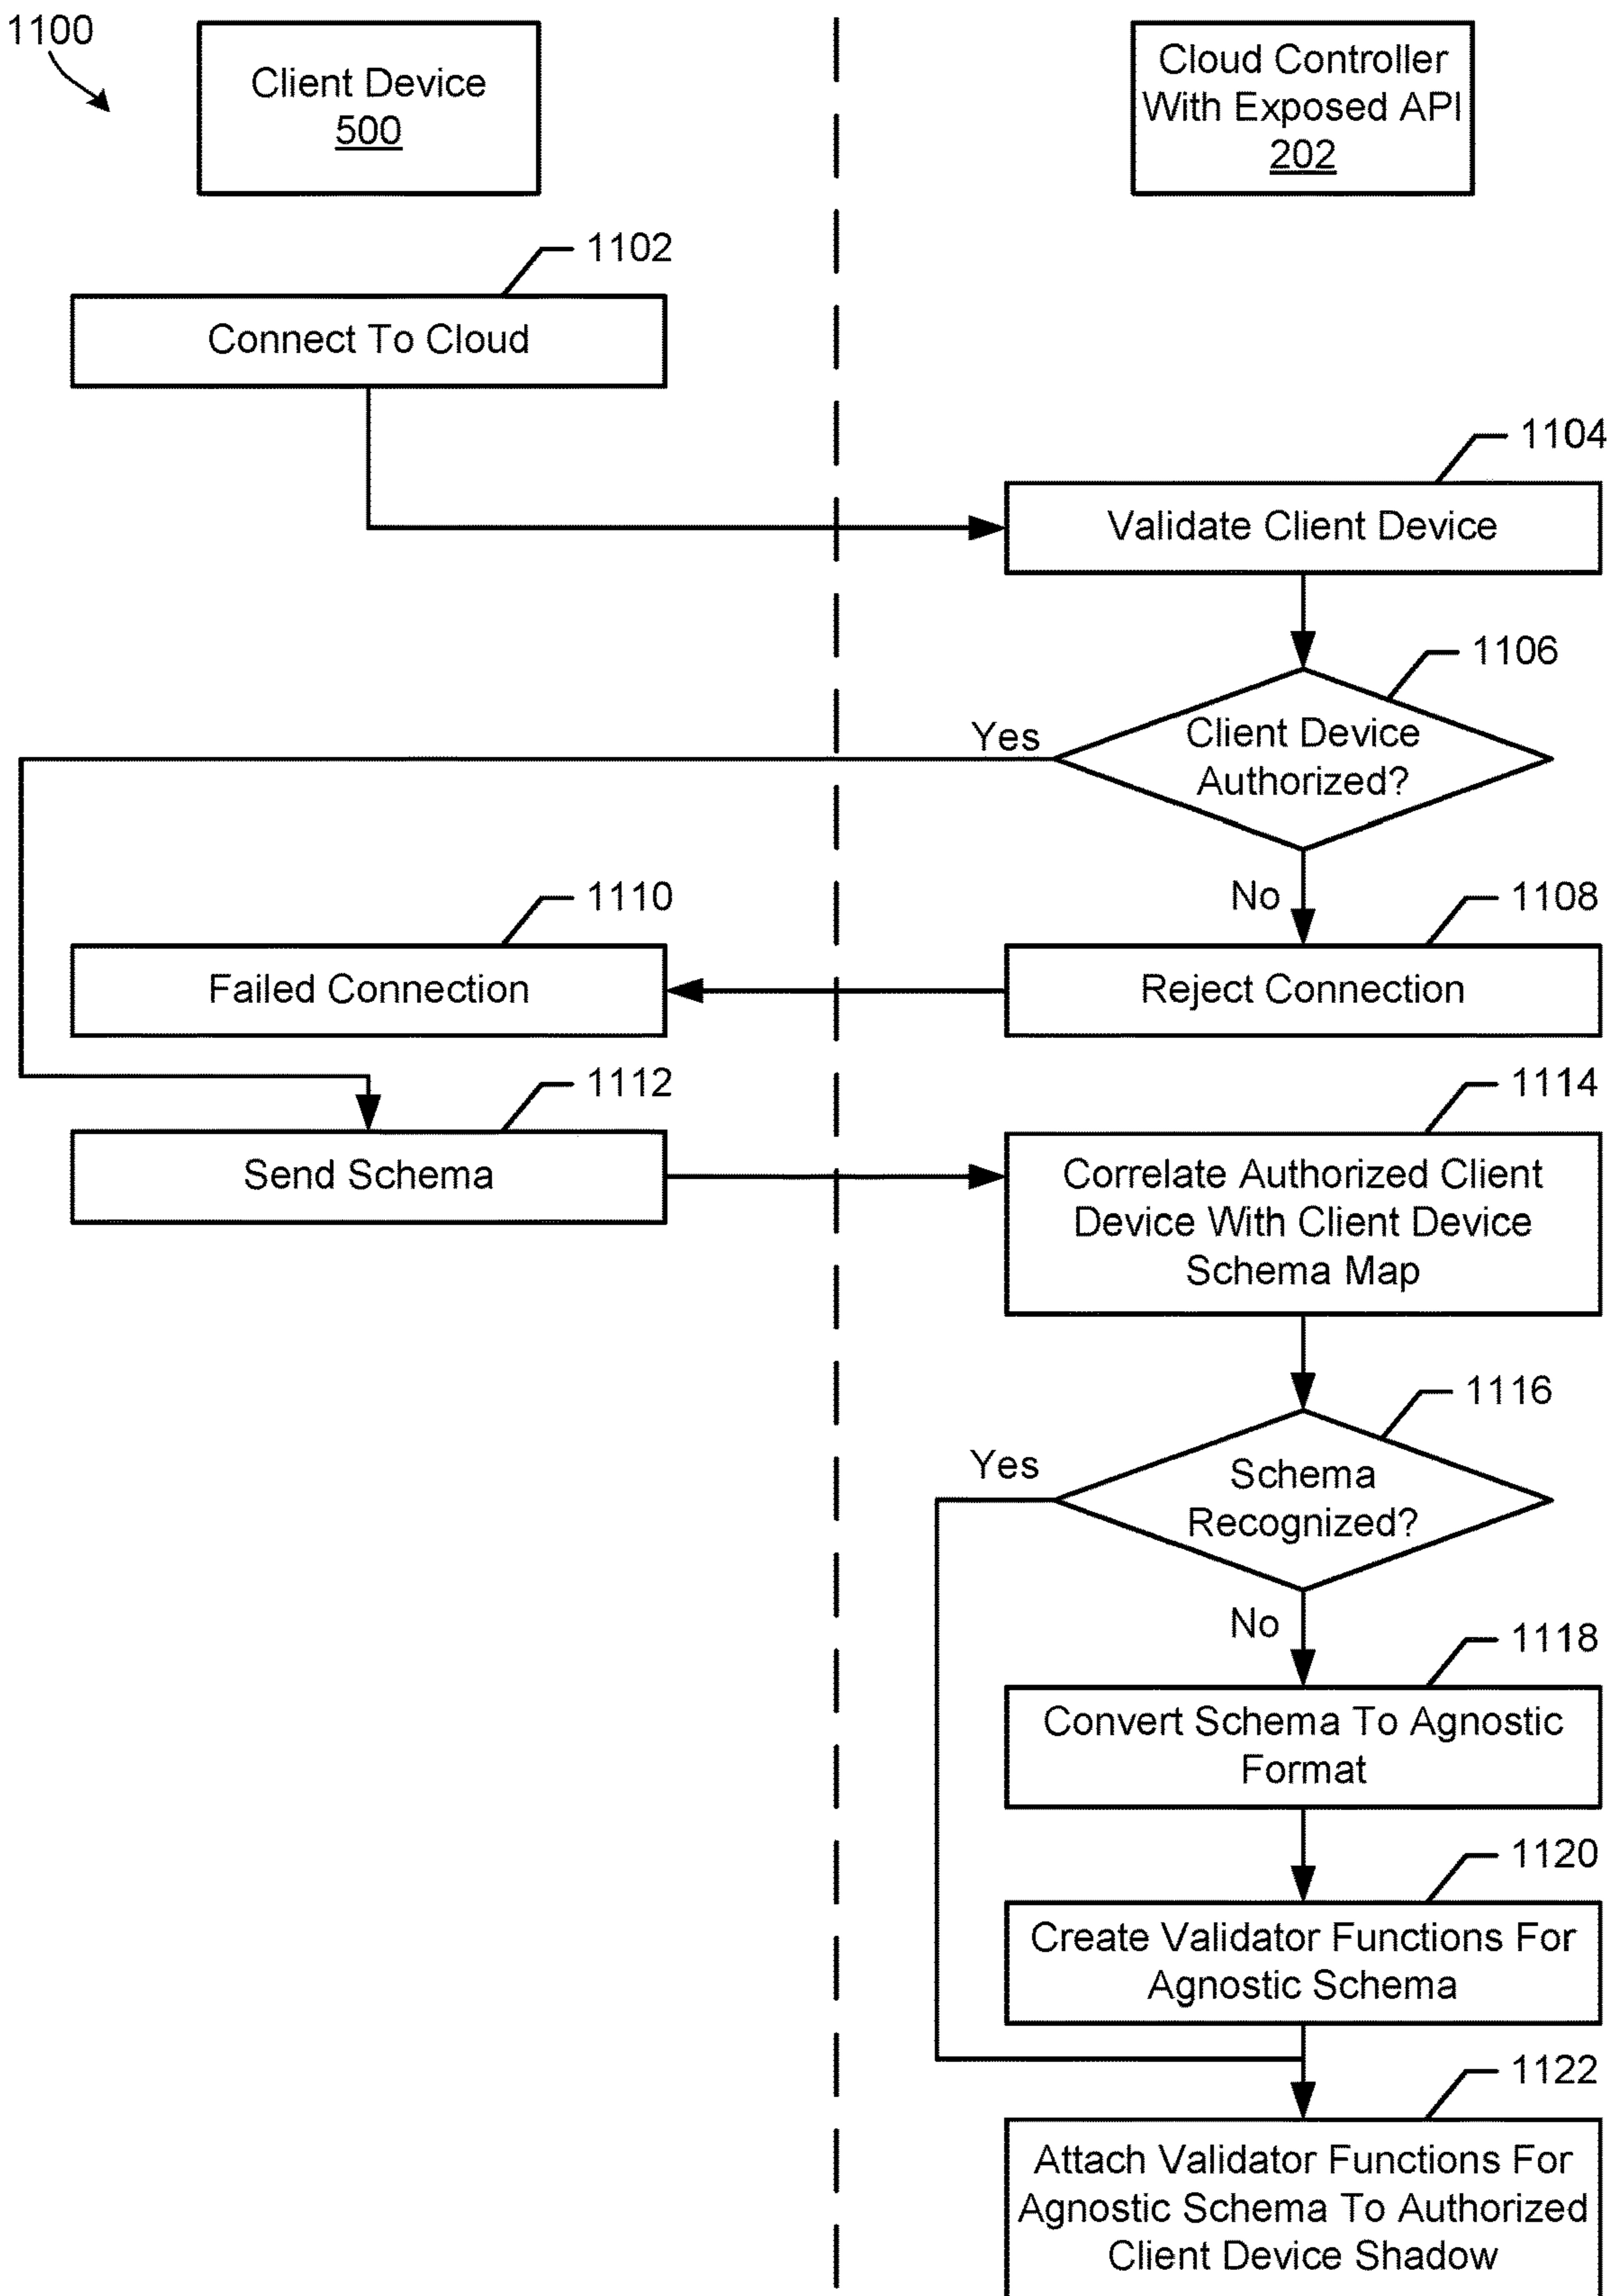 1100
Client Device
500
Cloud Controller
With Exposed API
202
1102
Connect To Cloud
1104
Validate Client Device
1106
Yes
Client Device
Authorized?
No
1110
1108
Failed Connection
Reject Connection
1112
1114
Send Schema
Correlate Authorized Client
Device With Client Device
Schema Map
1116
Yes
Schema
Recognized?
No
1118
Convert Schema To Agnostic
Format
1120
Create Validator Functions For
Agnostic Schema
1122
Attach Validator Functions For
Agnostic Schema To Authorized
Client Device Shadow